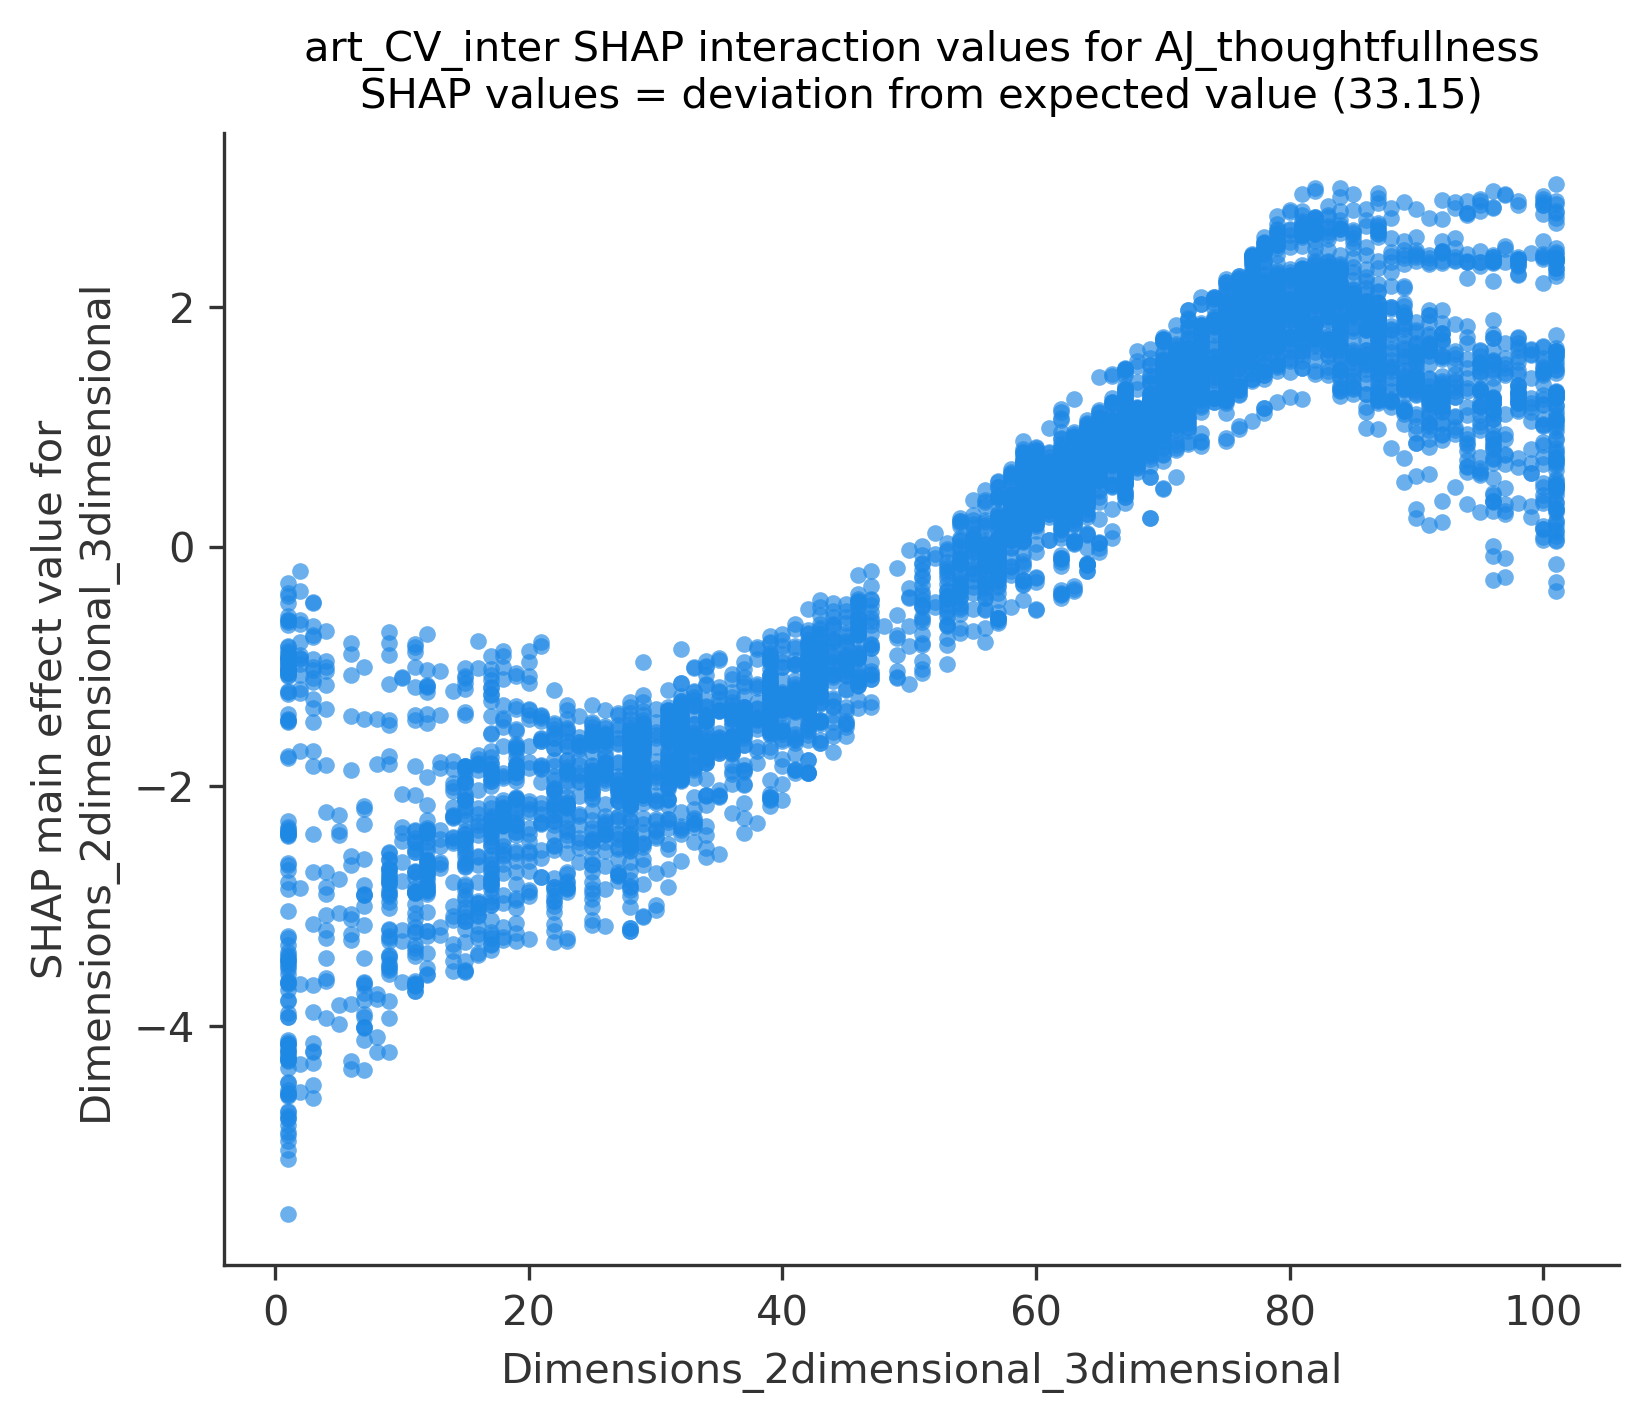 art_CV_inter SHAP interaction values for AJ_thoughtfullness
SHAP values = deviation from expected value (33.15)
SHAP main effect value for
Dimensions_2dimensional_3dimensional
2
0
−2
−4
0
20
40
60
80
100
Dimensions_2dimensional_3dimensional